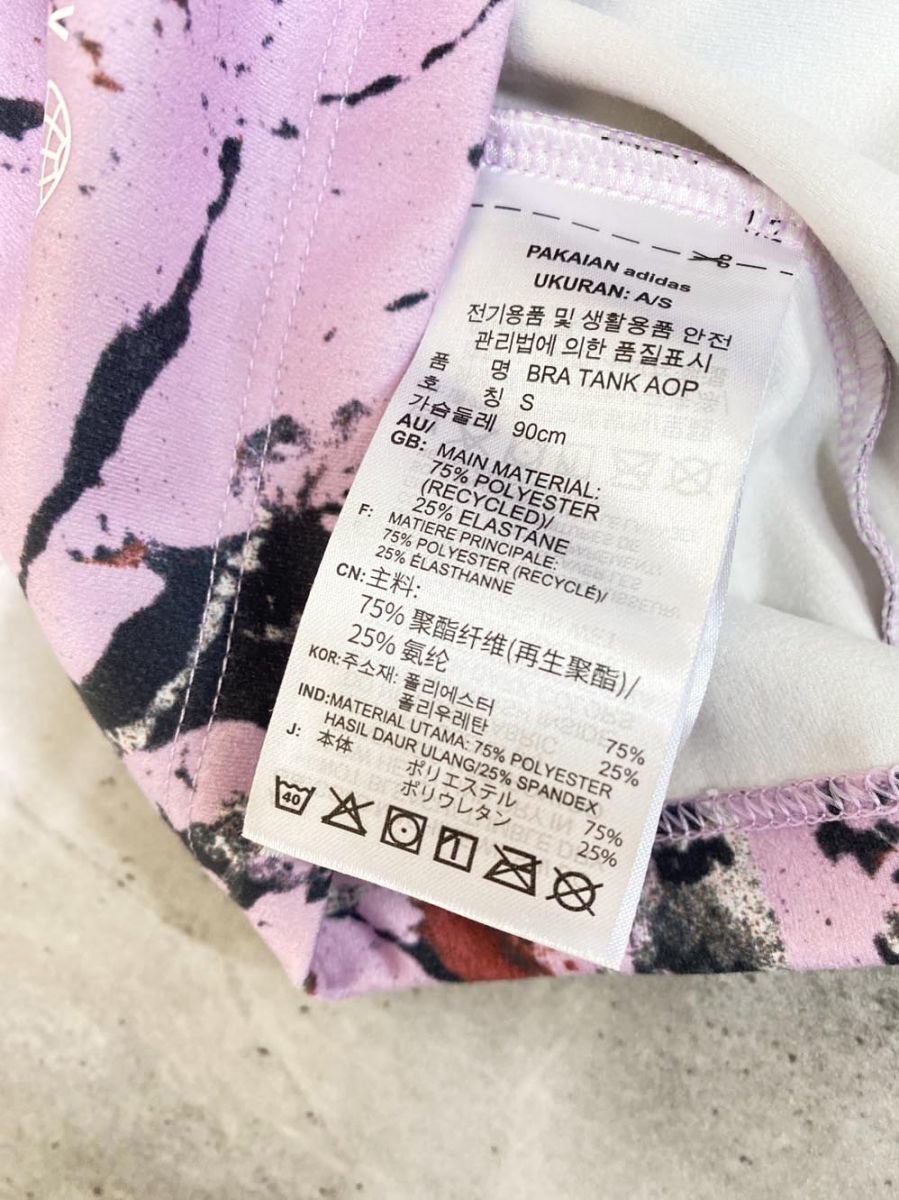 PAKAIAN adidas
UKURAN: A/S
전기용품 및 생활용품 안전
관리법에 의한 품질표시
품 명 BRA TANK AOP
호 칭 S
가슴둘레 90cm
AU/
GB: MAIN MATERIAL:
75% POLYESTER
(RECYCLED)/
25% ELASTANE
F: MATIERE PRINCIPALE:
75% POLYESTER (RECYCLÉ)/
25% ÉLASTHANNE
CN: 主料:
75% 聚酯纤维(再生聚酯)/
25% 氨纶
KOR: 주소재: 폴리에스터 75%
폴리우레탄 25%
IND: MATERIAL UTAMA: 75% POLYESTER
HASIL DAUR ULANG/25% SPANDEX
J: 本体
ポリエステル 75%
ポリウレタン 25%
40